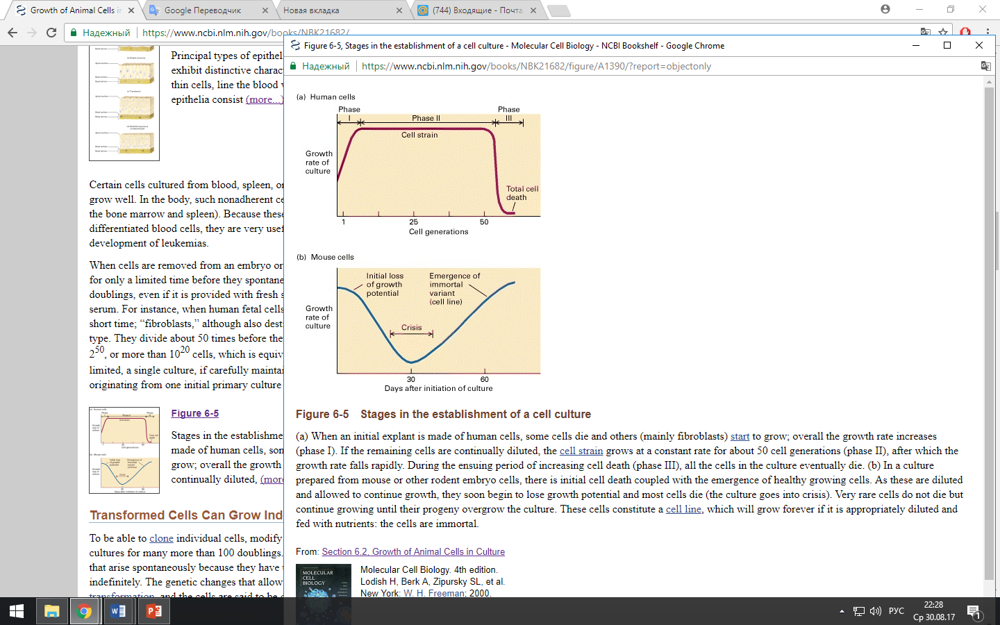 Growth of Animal Cells in
Google Переводчик
Новая вкладка
(744) Входящие - Почта
Надежный
https://www.ncbi.nlm.nih.gov/books/NBK21682/
Principal types of epitheli
exhibit distinctive charac
thin cells, line the blood v
epithelia consist (more...)
Certain cells cultured from blood, spleen, or
grow well. In the body, such nonadherent ce
the bone marrow and spleen). Because these
differentiated blood cells, they are very usef
development of leukemias.
When cells are removed from an embryo or
for only a limited time before they spontane
doublings, even if it is provided with fresh s
serum. For instance, when human fetal cells
short time; “fibroblasts,” although also desti
type. They divide about 50 times before the
2^50, or more than 10^20 cells, which is equiv
limited, a single culture, if carefully maintai
originating from one initial primary culture
Figure 6-5
Stages in the establishme
made of human cells, son
grow; overall the growth
continually diluted, (more
Transformed Cells Can Grow Ind
To be able to clone individual cells, modify
cultures for many more than 100 doublings.
that arise spontaneously because they have
indefinitely. The genetic changes that allow
transformation, and the cells are said to be
Figure 6-5, Stages in the establishment of a cell culture - Molecular Cell Biology - NCBI Bookshelf - Google Chrome
Надежный
https://www.ncbi.nlm.nih.gov/books/NBK21682/figure/A1390/?report=objectonly
(a) Human cells
Phase I
Phase II
Phase III
Cell strain
Growth rate of culture
Total cell death
1
25
50
Cell generations
(b) Mouse cells
Initial loss of growth potential
Emergence of immortal variant (cell line)
Growth rate of culture
Crisis
30
60
Days after initiation of culture
Figure 6-5 Stages in the establishment of a cell culture
(a) When an initial explant is made of human cells, some cells die and others (mainly fibroblasts) start to grow; overall the growth rate increases
(phase I). If the remaining cells are continually diluted, the cell strain grows at a constant rate for about 50 cell generations (phase II), after which the
growth rate falls rapidly. During the ensuing period of increasing cell death (phase III), all the cells in the culture eventually die. (b) In a culture
prepared from mouse or other rodent embryo cells, there is initial cell death coupled with the emergence of healthy growing cells. As these are diluted
and allowed to continue growth, they soon begin to lose growth potential and most cells die (the culture goes into crisis). Very rare cells do not die but
continue growing until their progeny overgrow the culture. These cells constitute a cell line, which will grow forever if it is appropriately diluted and
fed with nutrients: the cells are immortal.
From: Section 6.2, Growth of Animal Cells in Culture
MOLECULAR
CELL
BIOLOGY
Molecular Cell Biology. 4th edition.
Lodish H, Berk A, Zipursky SL, et al.
New York: W. H. Freeman; 2000.
РУС
22:28
Ср 30.08.17
1